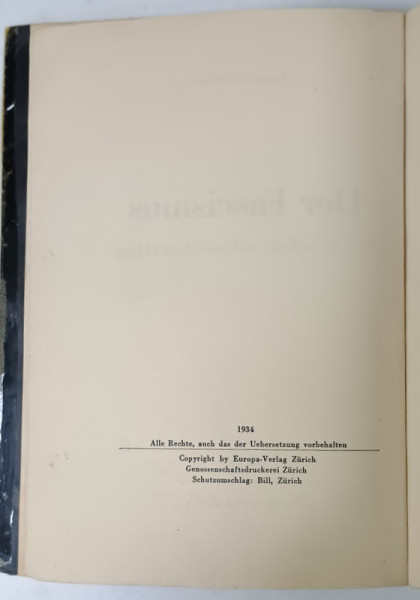 1934
Alle Rechte, auch das der Uebersetzung vorbehalten
Copyright by Europa-Verlag Zürich
Genossenschaftsdruckerei Zürich
Schutzumschlag: Bill, Zürich